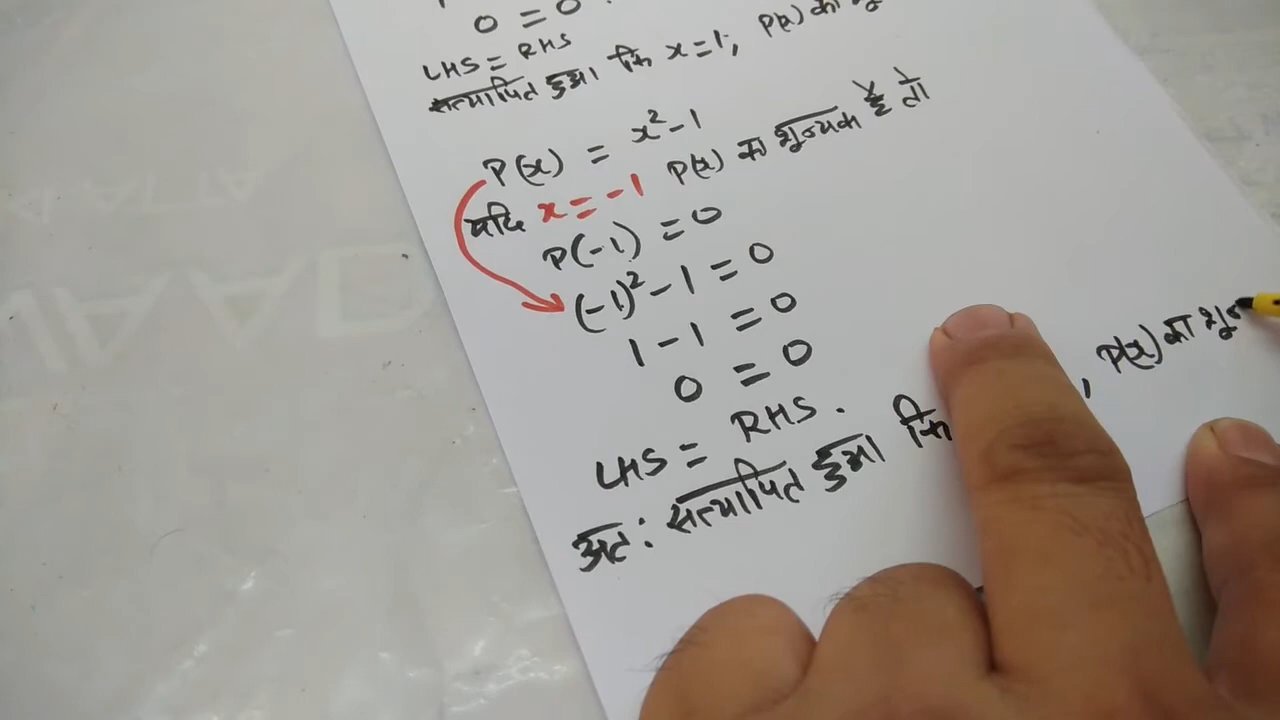 0 = 0
LHS = RHS
सत्यापित हुआ कि x = 1, P(x) का
P(x) = x² - 1
यदि x = -1 P(x) का शून्यक है तो
P(-1) = 0
(-1)² - 1 = 0
1 - 1 = 0
0 = 0
LHS = RHS.
अत: सत्यापित हुआ कि , P(x) का